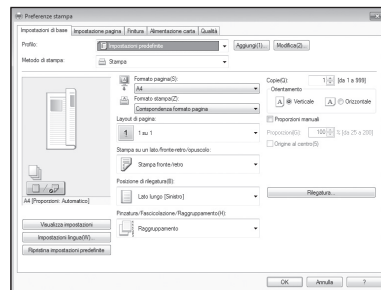 Preferenze stampa
Impostazioni di base Impostazione pagina Finitura Alimentazione carta Qualità
Profilo: Impostazioni predefinite Aggiungi(1)... Modifica(2)...
Metodo di stampa: Stampa
Formato pagina(S): Copie(Q): 1 [da 1 a 999]
A4 Orientamento
Formato stampa(Z): A Verticale A Orizzontale
Corrispondenza formato pagina
Layout di pagina: Proporzioni manuali
1 1 su 1 Proporzioni(G): 100 % [da 25 a 200]
Stampa su un lato/fronte-retro/opuscolo: Origine al centro(5)
Stampa fronte/retro
Posizione di rilegatura(B):
A4 [Proporzioni: Automatico] Lato lungo [Sinistro] Rilegatura...
Pinzatura/Fascicolazione/Raggruppamento(H):
Visualizza impostazioni Raggruppamento
Impostazioni lingua(W)...
Ripristina impostazioni predefinite
OK Annulla ?